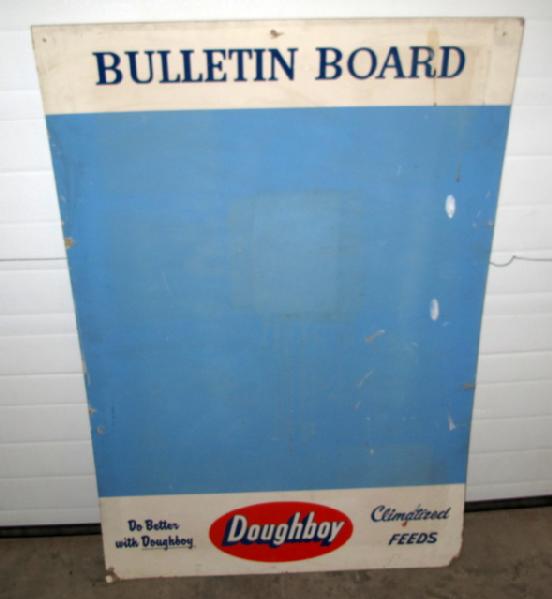 BULLETIN BOARD
Do Better
with Doughboy
Doughboy
Climatized
FEEDS